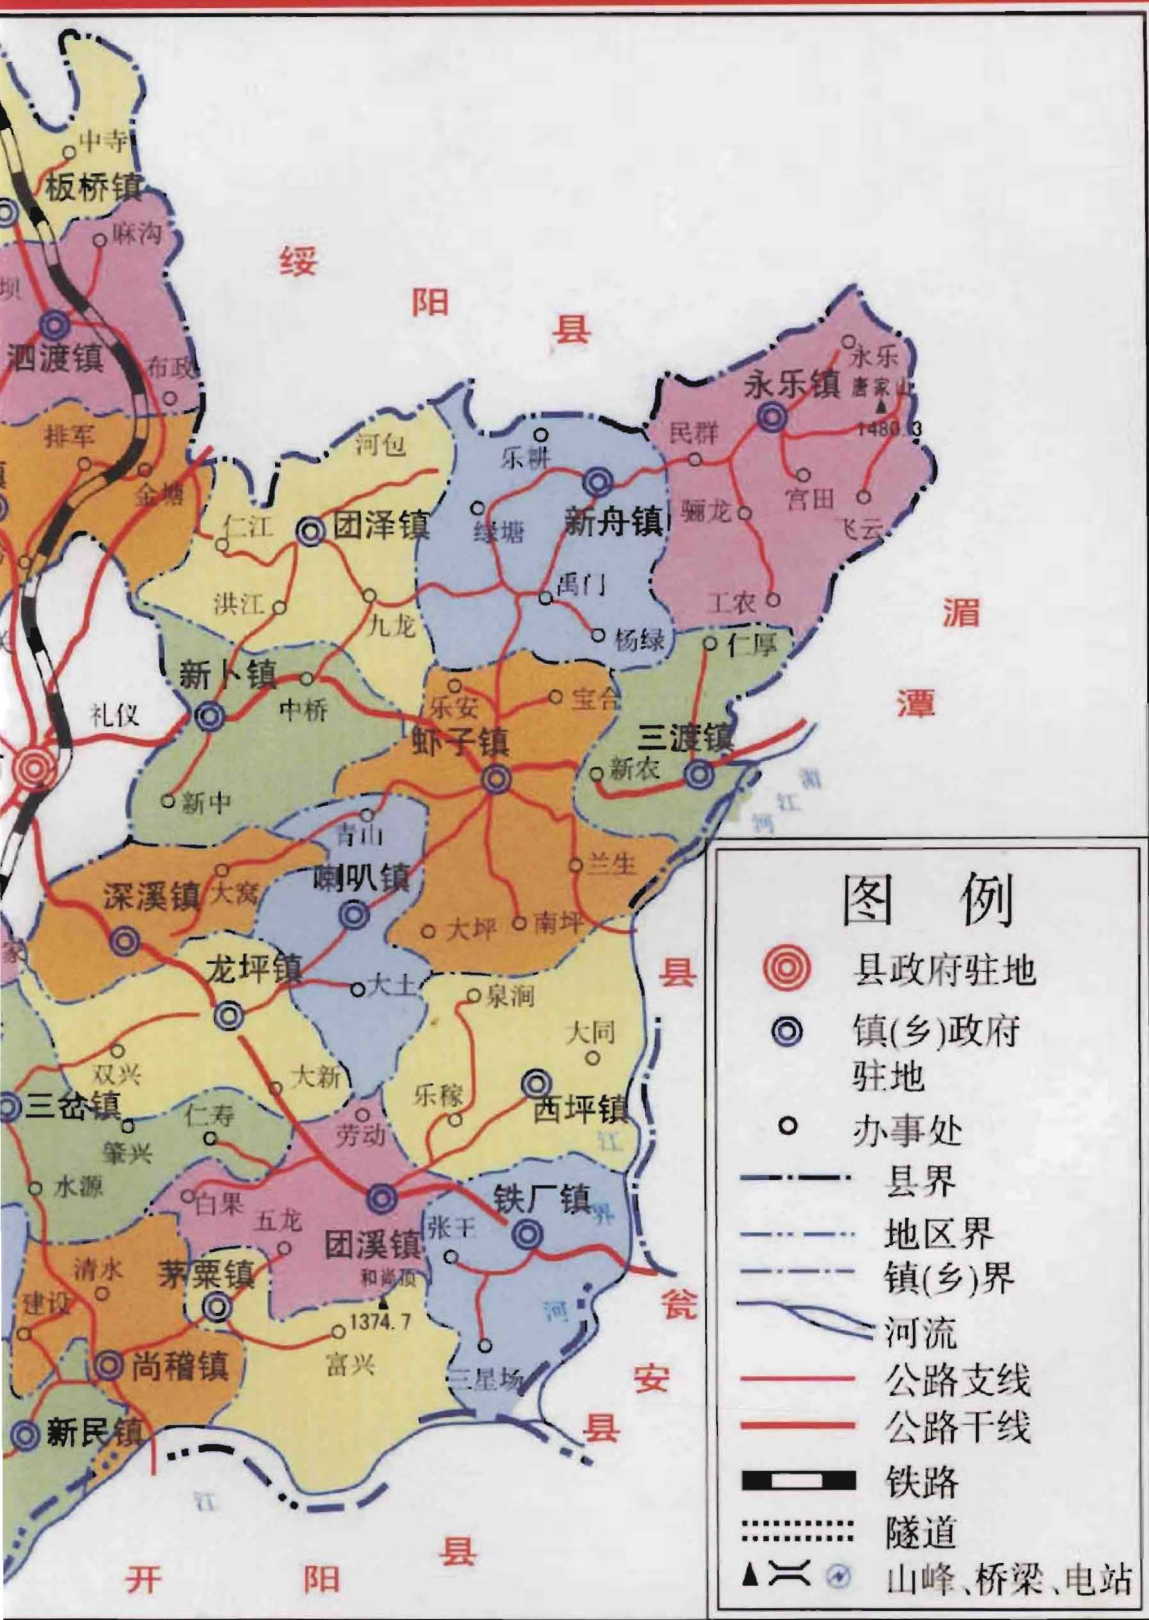 中寺
板桥镇
麻沟
绥阳县
坝
泗渡镇
布政
永乐
永乐镇
唐家山
1480.3
排军
河包
乐耕
民群
金塘
宫田
仁江
团泽镇
绿塘
新舟镇
骊龙
飞云
禹门
洪江
九龙
工农
湄潭县
杨绿
仁厚
新卜镇
中桥
乐安
宝合
礼仪
虾子镇
三渡镇
新农
新中
湄江河
青山
喇叭镇
兰生
深溪镇
大窝
大坪
南坪
家
龙坪镇
大土
泉涧
大同
双兴
大新
乐稼
西坪镇
三岔镇
仁寿
劳动
江界河
肇兴
水源
白果
五龙
团溪镇
张王
铁厂镇
清水
茅栗镇
和尚顶
1374.7
建设
富兴
瓮安县
尚稽镇
三星场
新民镇
江
开阳县
图例
县政府驻地
镇(乡)政府
驻地
办事处
县界
地区界
镇(乡)界
河流
公路支线
公路干线
铁路
隧道
山峰、桥梁、电站